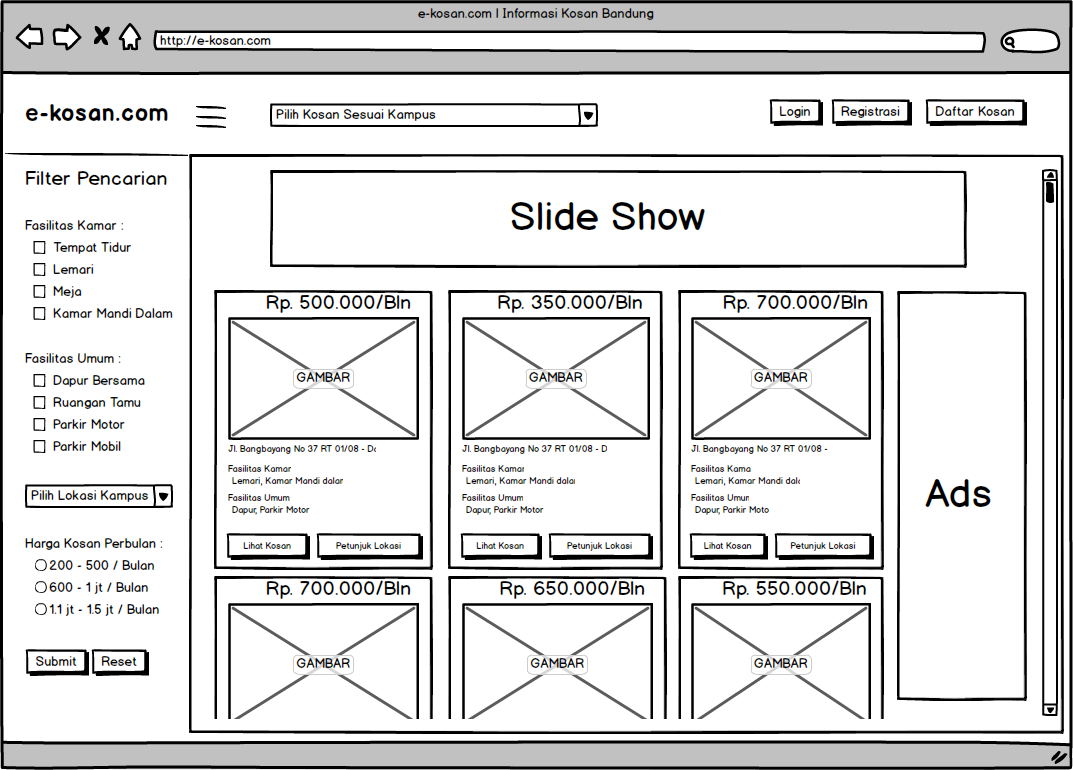 e-kosan.com | Informasi Kosan Bandung
http://e-kosan.com
e-kosan.com
Pilih Kosan Sesuai Kampus
Login
Registrasi
Daftar Kosan
Filter Pencarian
Fasilitas Kamar :
Tempat Tidur
Lemari
Meja
Kamar Mandi Dalam
Fasilitas Umum :
Dapur Bersama
Ruangan Tamu
Parkir Motor
Parkir Mobil
Pilih Lokasi Kampus
Harga Kosan Perbulan :
200 - 500 / Bulan
600 - 1 jt / Bulan
1.1 jt - 1.5 jt / Bulan
Submit
Reset
Slide Show
Rp. 500.000/Bln
GAMBAR
Jl. Bangbayang No 37 RT 01/08 - Do
Fasilitas Kamar
Lemari, Kamar Mandi dalar
Fasilitas Umum
Dapur, Parkir Motor
Lihat Kosan
Petunjuk Lokasi
Rp. 350.000/Bln
GAMBAR
Jl. Bangbayang No 37 RT 01/08 - D
Fasilitas Kamar
Lemari, Kamar Mandi dalar
Fasilitas Umum
Dapur, Parkir Motor
Lihat Kosan
Petunjuk Lokasi
Rp. 700.000/Bln
GAMBAR
Jl. Bangbayang No 37 RT 01/08 -
Fasilitas Kama
Lemari, Kamar Mandi dala
Fasilitas Umur
Dapur, Parkir Moto
Lihat Kosan
Petunjuk Lokasi
Ads
Rp. 700.000/Bln
GAMBAR
Rp. 650.000/Bln
GAMBAR
Rp. 550.000/Bln
GAMBAR